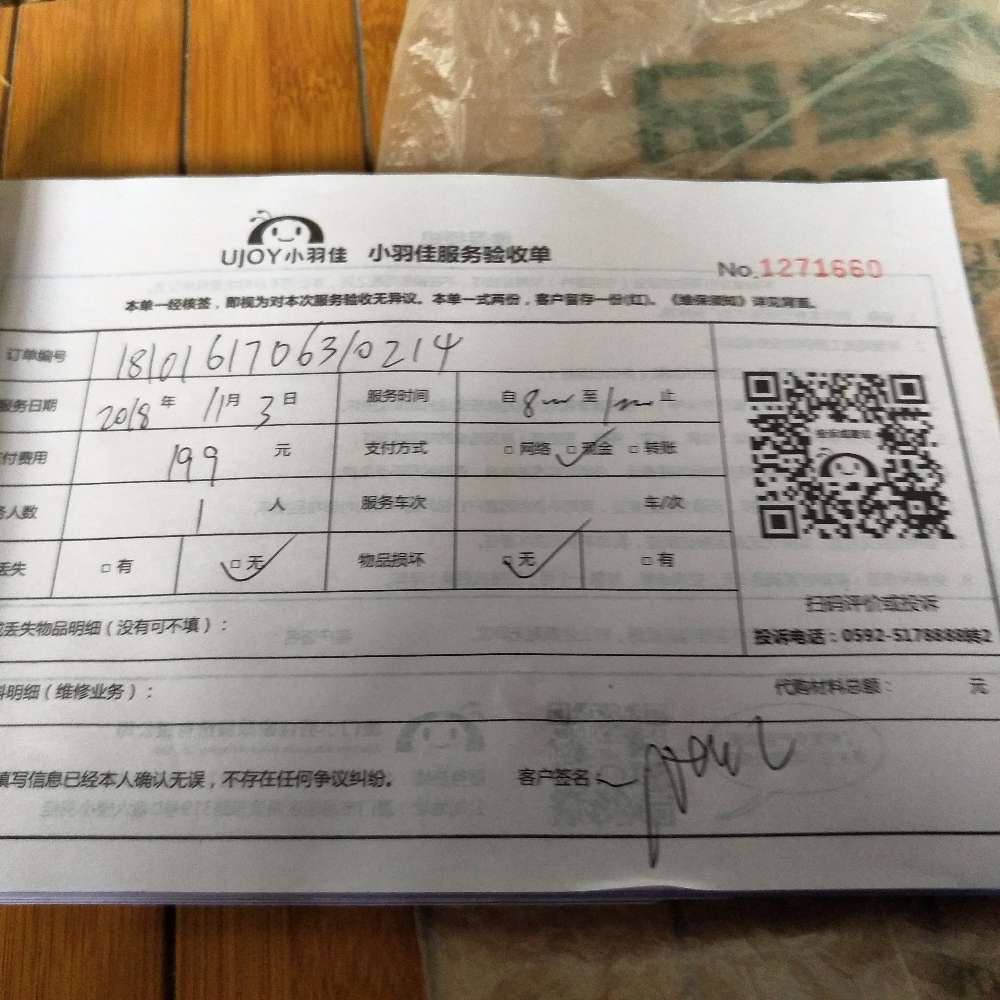 UJOY小羽佳 小羽佳服务验收单
No.1271660
本单一经核签，即视为对本次服务验收无异议。本单一式两份，客户留存一份(红)。《维保须知》详见背面。
订单编号 1810161706310214
服务日期 2018年 11月 3日 服务时间 自 8 至 1 止
付费用 199 元 支付方式 □网络 □现金 □转账
务人数 1 人 服务车次 车/次
丢失 □有 □无 物品损坏 □无 □有
扫码评价或投诉
投诉电话：0592-5178888转2
丢失物品明细（没有可不填）：
料明细（维修业务）： 代购材料总额： 元
填写信息已经本人确认无误，不存在任何争议纠纷。 客户签名：